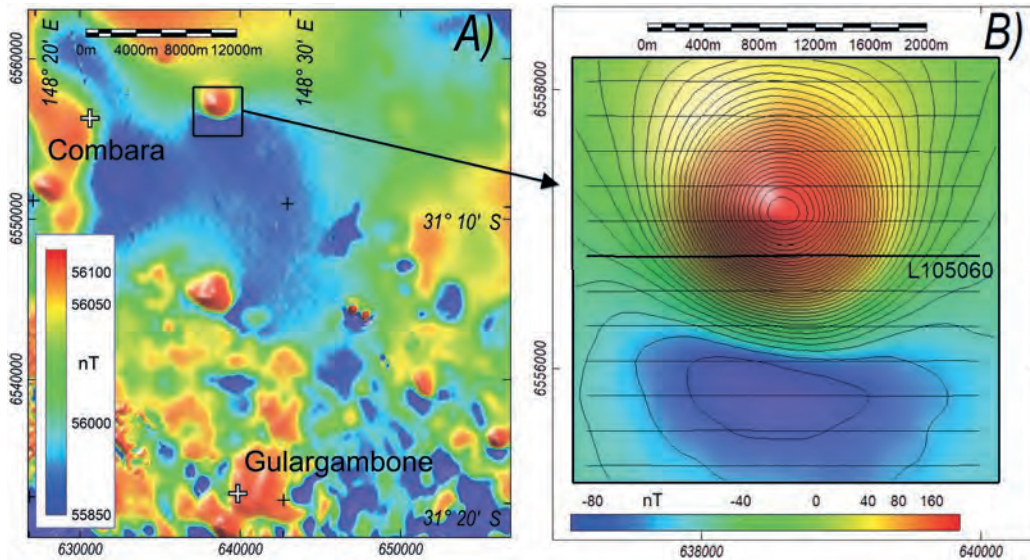 A)
0m 4000m 8000m 12000m
148° 20' E
148° 30' E
6560000
6550000
6540000
Combara
31° 10' S
56100
56050
nT
56000
55850
Gulargambone
31° 20' S
630000 640000 650000
B)
0m 400m 800m 1200m 1600m 2000m
6558000
6556000
L105060
-80 nT -40 0 40 80 160
638000 640000